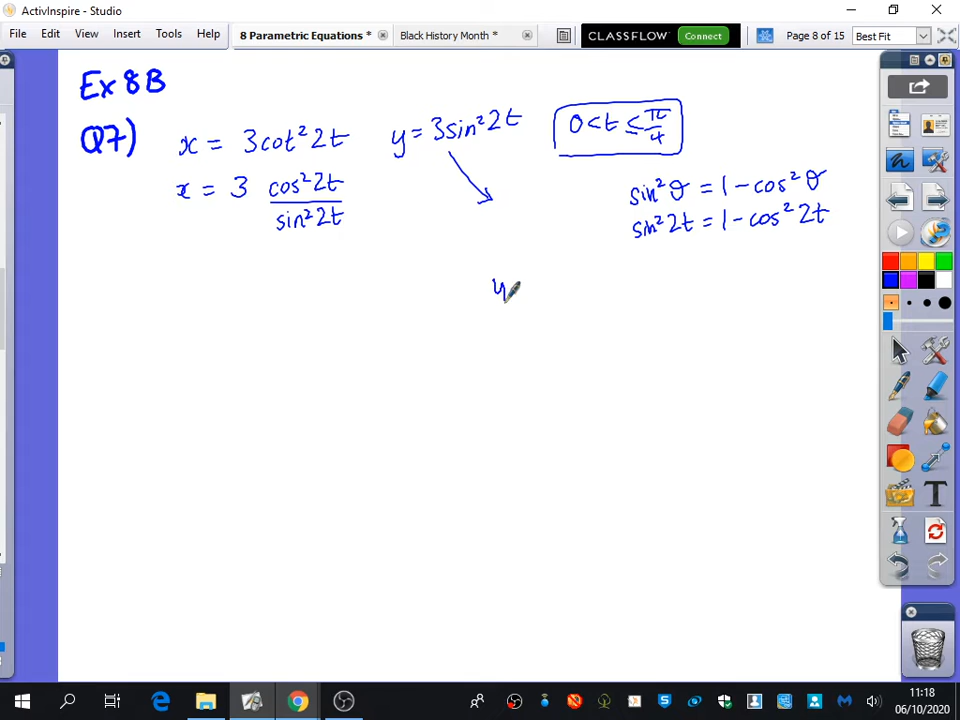 ActivInspire - Studio
File Edit View Insert Tools Help
8 Parametric Equations *
Black History Month *
CLASSFLOW
Connect
Page 8 of 15
Best Fit
Ex 8B
Q7) x = 3cot²2t y = 3sin²2t 0 < t ≤ π/4
x = 3 cos²2t / sin²2t
sin²θ = 1 - cos²θ
sin²2t = 1 - cos²2t
y
11:18
06/10/2020